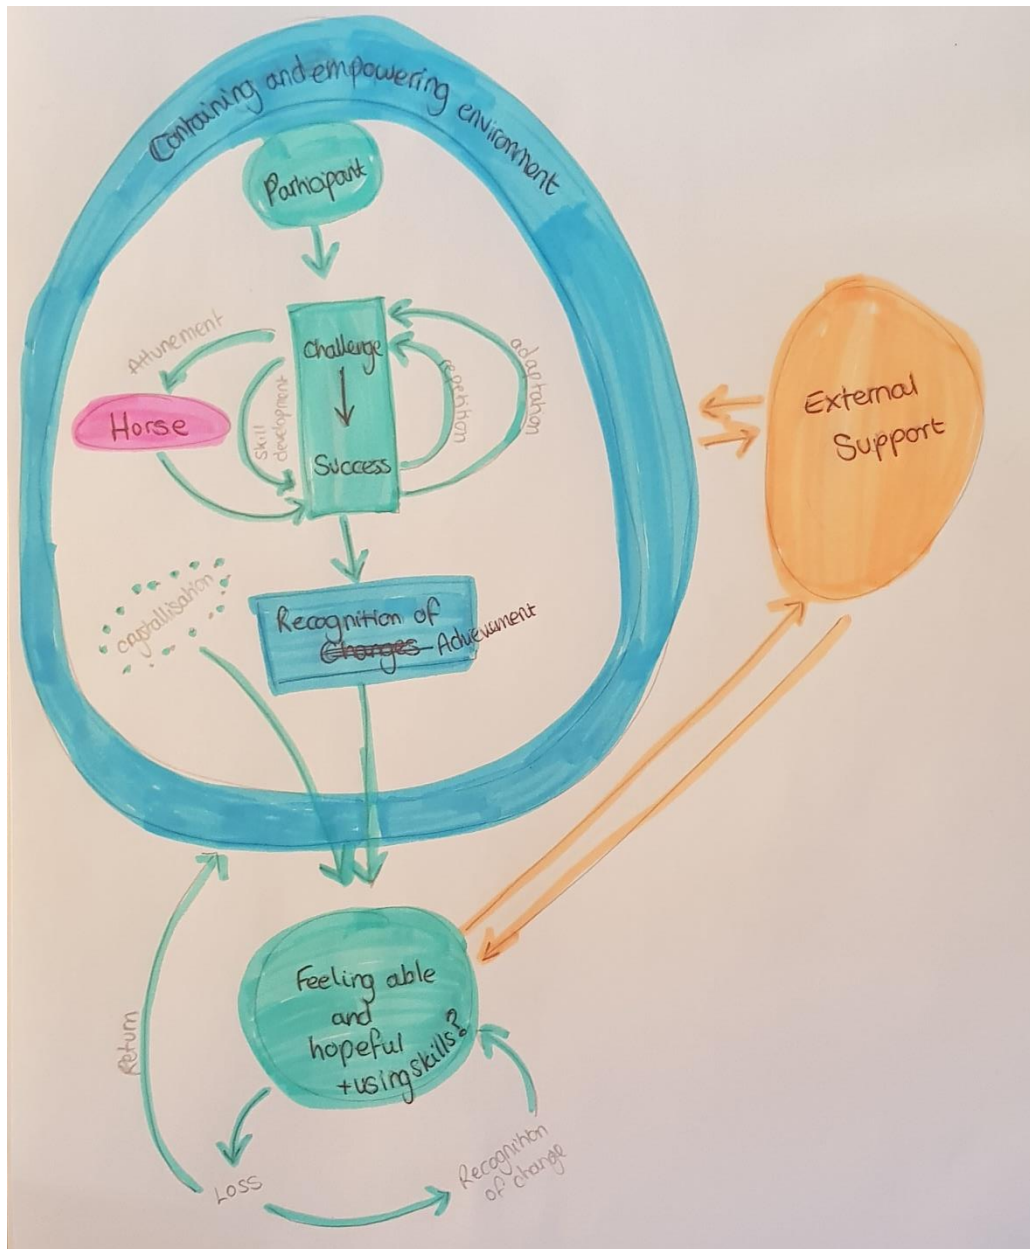 Containing and empowering environment
Participant
Attunement
Challenge
Success
skill
development
repetition
adaptation
Horse
External
Support
crystallisation
Recognition of
Changes Achievement
Feeling able
and
hopeful
+using skills?
Return
Loss
Recognition
of change